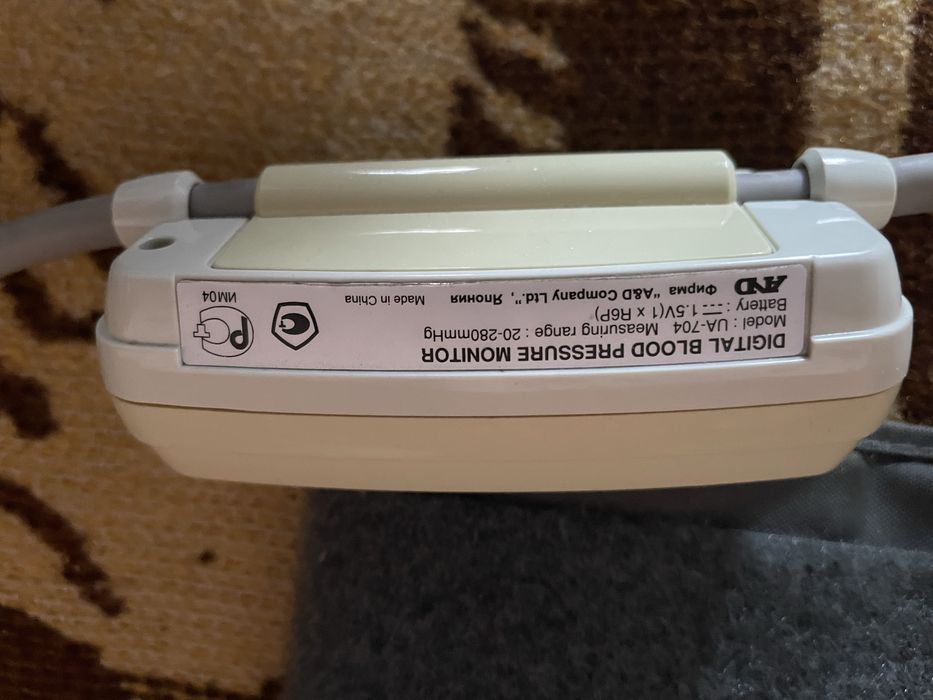 DIGITAL BLOOD PRESSURE MONITOR
Model : UA-704 Measuring range : 20-280mmHg
Battery : 1.5V(1 x R6P)
AND Фирма "A&D Company Ltd.", Япония Made in China
ИМ04